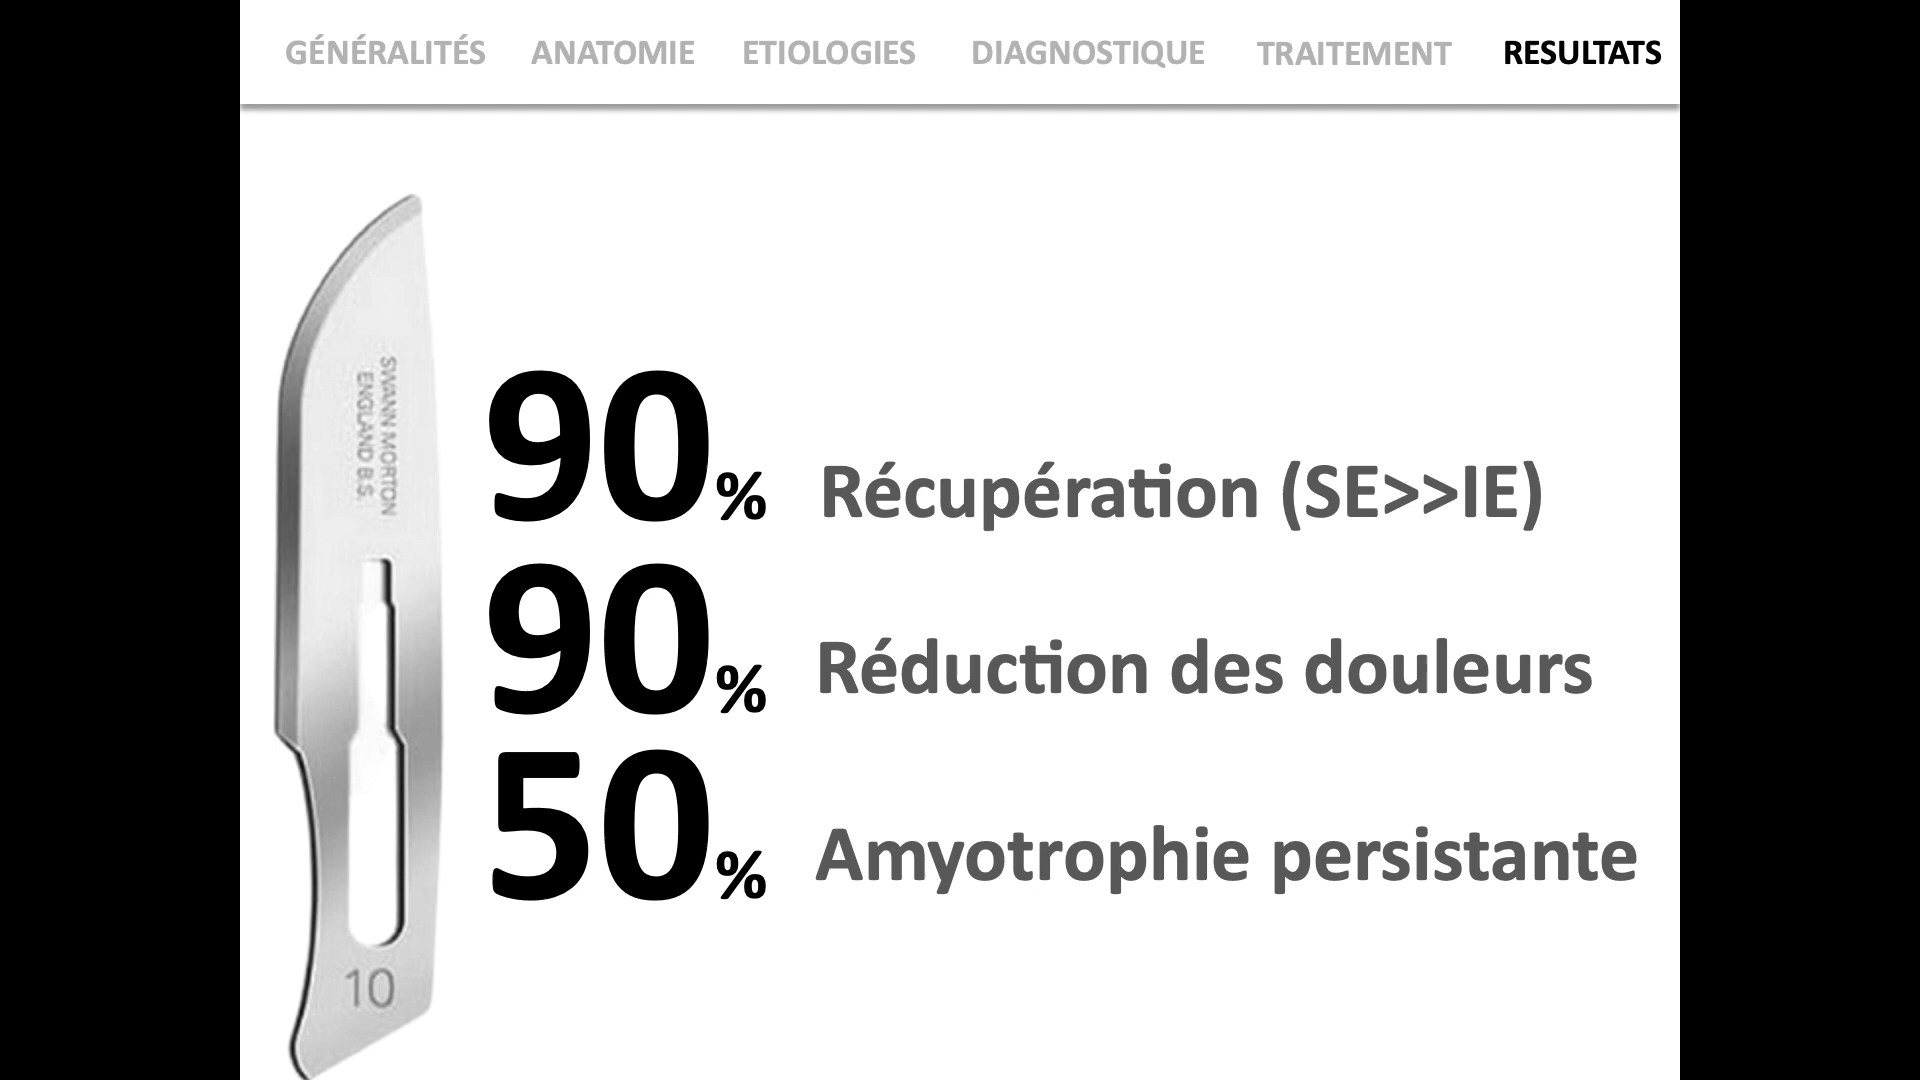 GÉNÉRALITÉS ANATOMIE ETIOLOGIES DIAGNOSTIQUE TRAITEMENT RESULTATS
SWANN MORTON
ENGLAND B.S.
90% Récupération (SE>>IE)
90% Réduction des douleurs
50% Amyotrophie persistante
10